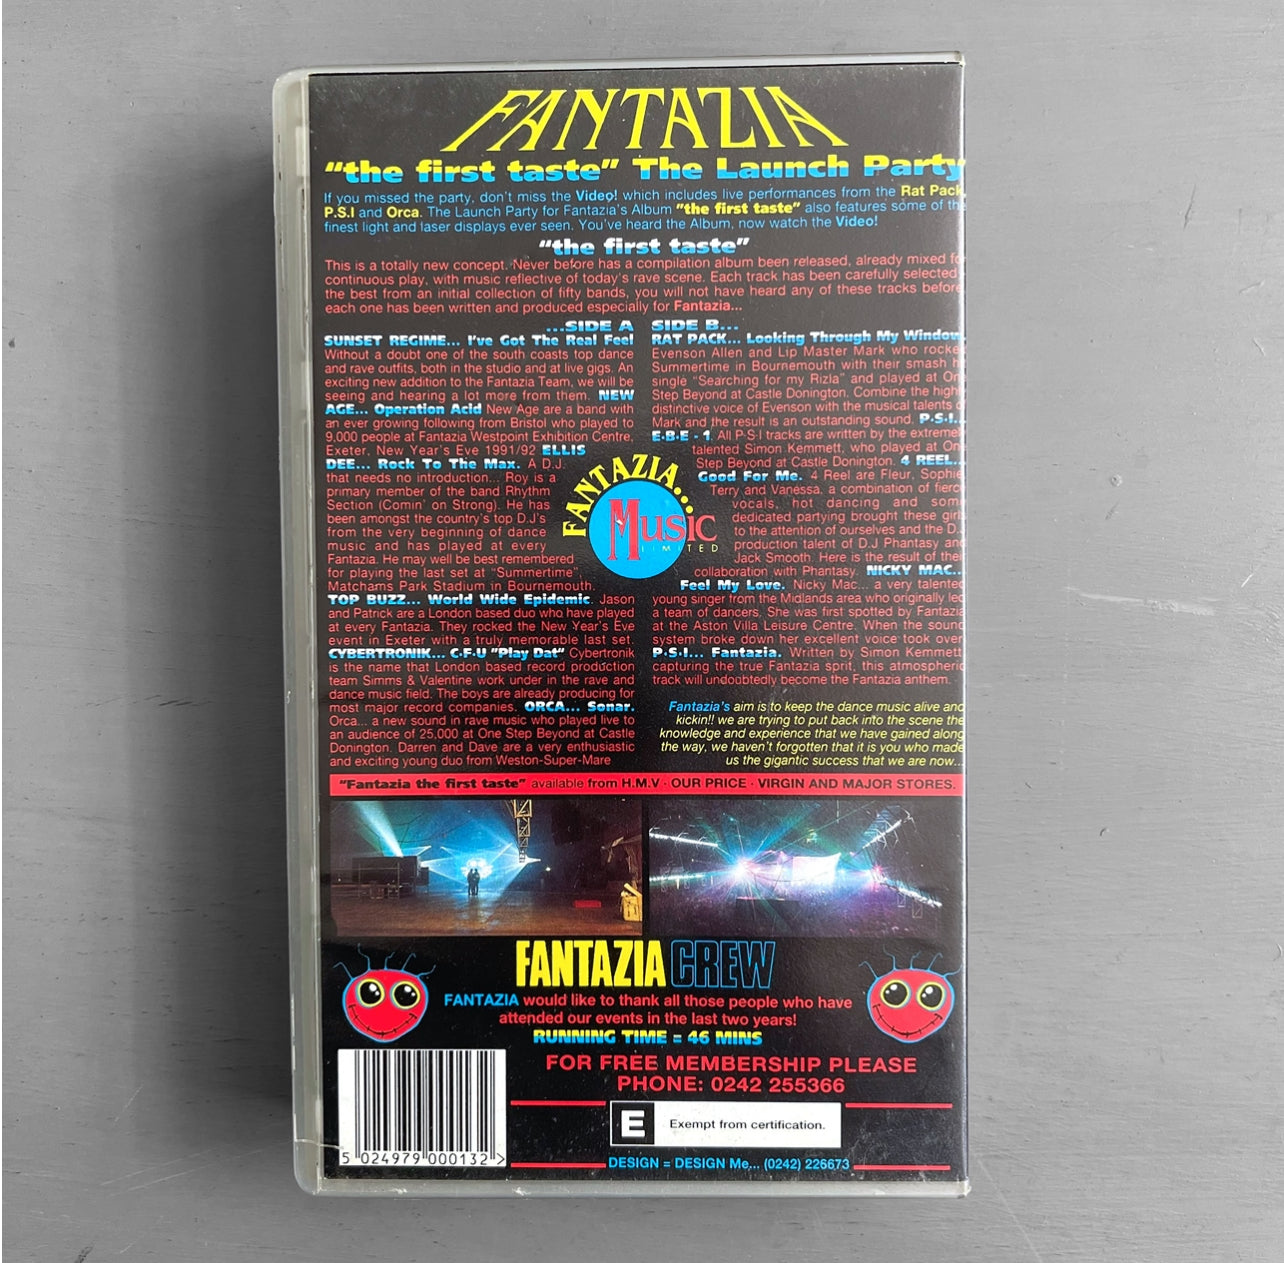 FANTAZIA
"the first taste" The Launch Party
If you missed the party, don't miss the Video! which includes live performances from the Rat Pack,
P.S.I and Orca. The Launch Party for Fantazia's Album "the first taste" also features some of the
finest light and laser displays ever seen. You've heard the Album, now watch the Video!
"the first taste"
This is a totally new concept. Never before has a compilation album been released, already mixed for
continuous play, with music reflective of today's rave scene. Each track has been carefully selected,
the best from an initial collection of fifty bands, you will not have heard any of these tracks before
each one has been written and produced especially for Fantazia...
...SIDE A
SUNSET REGIME... I've Got The Real Feel
Without a doubt one of the south coasts top dance
and rave outfits, both in the studio and at live gigs. An
exciting new addition to the Fantazia Team, we will be
seeing and hearing a lot more from them. NEW
AGE... Operation Acid New Age are a band with
an ever growing following from Bristol who played to
9,000 people at Fantazia Westpoint Exhibition Centre,
Exeter, New Year's Eve 1991/92 ELLIS
DEE... Rock To The Max. A D.J.
that needs no introduction... Roy is a
primary member of the band Rhythm
Section (Comin' on Strong). He has
been amongst the country's top D.J's
from the very beginning of dance
music and has played at every
Fantazia. He may well be best remembered
for playing the last set at "Summertime"
Matchams Park Stadium in Bournemouth.
TOP BUZZ... World Wide Epidemic. Jason
and Patrick are a London based duo who have played
at every Fantazia. They rocked the New Year's Eve
event in Exeter with a truly memorable last set.
CYBERTRONIK... C·F·U "Play Dat" Cybertronik
is the name that London based record production
team Simms & Valentine work under in the rave and
dance music field. The boys are already producing for
most major record companies. ORCA... Sonar.
Orca... a new sound in rave music who played live to
an audience of 25,000 at One Step Beyond at Castle
Donington. Darren and Dave are a very enthusiastic
and exciting young duo from Weston-Super-Mare
SIDE B...
RAT PACK... Looking Through My Window.
Evenson Allen and Lip Master Mark who rocke
Summertime in Bournemouth with their smash h
single "Searching for my Rizla" and played at On
Step Beyond at Castle Donington. Combine the high
distinctive voice of Evenson with the musical talents o
Mark and the result is an outstanding sound. P·S·I...
E·B·E - 1 All P·S·I tracks are written by the extremel
talented Simon Kemmett, who played at On
Step Beyond at Castle Donington. 4 REEL...
Good For Me. 4 Reel are Fleur, Sophie
Terry and Vanessa, a combination of fierc
vocals, hot dancing and som
dedicated partying brought these girl
to the attention of ourselves and the D.
production talent of D.J Phantasy and
Jack Smooth. Here is the result of thei
collaboration with Phantasy. NICKY MAC...
Feel My Love. Nicky Mac... a very talented
young singer from the Midlands area who originally led
a team of dancers. She was first spotted by Fantazia
at the Aston Villa Leisure Centre. When the sound
system broke down her excellent voice took over
P·S·I... Fantazia. Written by Simon Kemmett
capturing the true Fantazia sprit, this atmospheric
track will undoubtedly become the Fantazia anthem.
Fantazia's aim is to keep the dance music alive and
kickin!! we are trying to put back into the scene the
knowledge and experience that we have gained along
the way, we haven't forgotten that it is you who made
us the gigantic success that we are now...
FANTAZIA...
Music
LIMITED
"Fantazia the first taste" available from H.M.V · OUR PRICE · VIRGIN AND MAJOR STORES.
FANTAZIA CREW
FANTAZIA would like to thank all those people who have
attended our events in the last two years!
RUNNING TIME = 46 MINS
FOR FREE MEMBERSHIP PLEASE
PHONE: 0242 255366
E Exempt from certification.
5 024979 000132 >
DESIGN = DESIGN Me... (0242) 226673